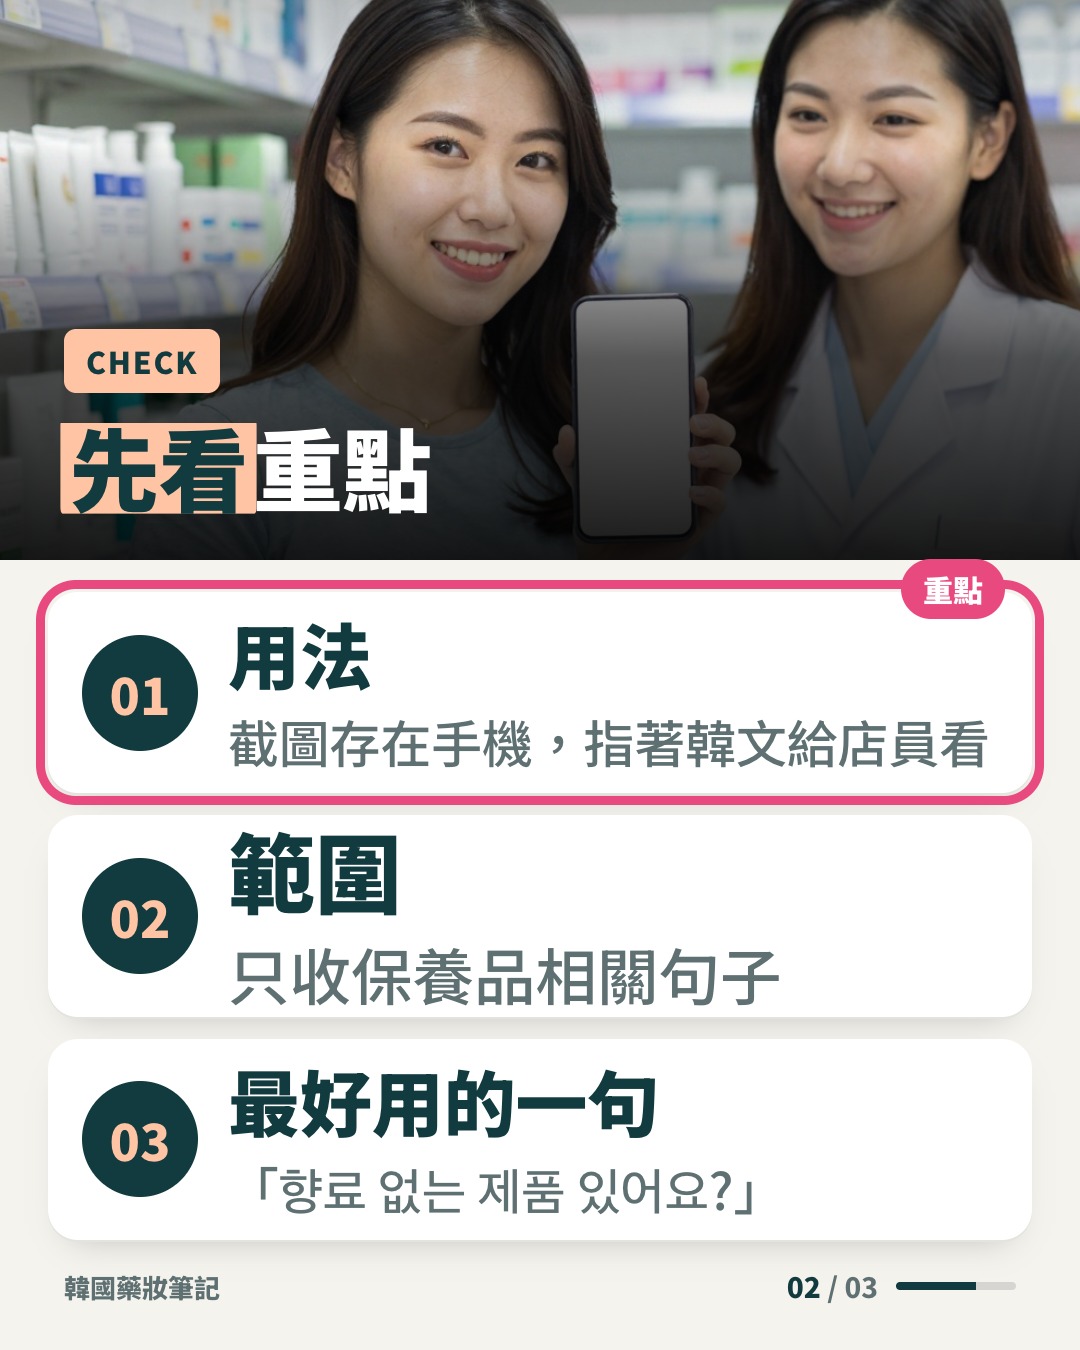 CHECK
先看重點
重點
01
用法
截圖存在手機，指著韓文給店員看
02
範圍
只收保養品相關句子
03
最好用的一句
「향료 없는 제품 있어요?」
韓國藥妝筆記
02 / 03